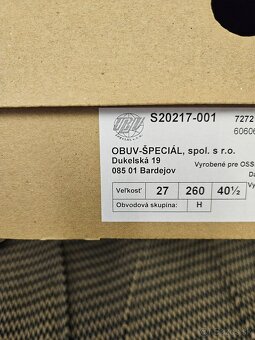 S20217-001
7272
60606
OBUV-ŠPECIÁL, spol. s r.o.
Dukelská 19
Vyrobené pre OSS
085 01 Bardejov
Veľkosť 27 260 40½
Obvodová skupina: H